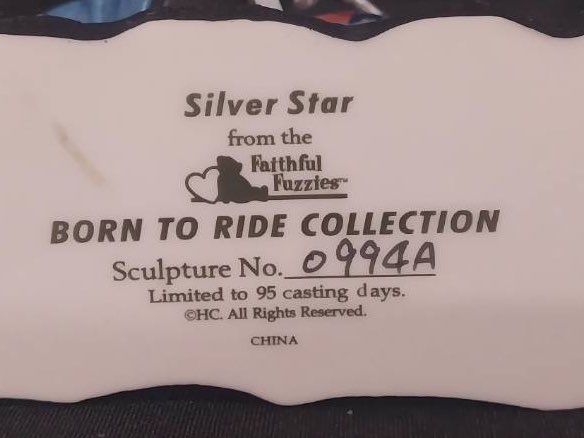 Silver Star
from the
Faithful
Fuzzies™
BORN TO RIDE COLLECTION
Sculpture No. 0994A
Limited to 95 casting days.
©HC. All Rights Reserved.
CHINA